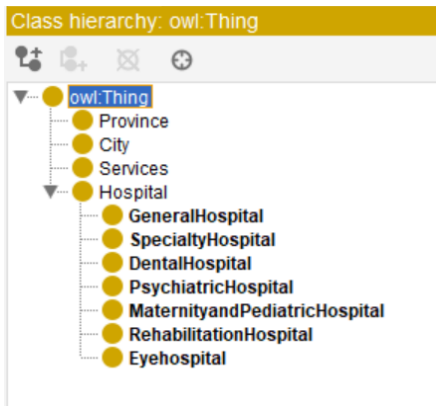 Class hierarchy: owl:Thing
owl:Thing
Province
City
Services
Hospital
GeneralHospital
SpecialtyHospital
DentalHospital
PsychiatricHospital
MaternityandPediatricHospital
RehabilitationHospital
Eyehospital